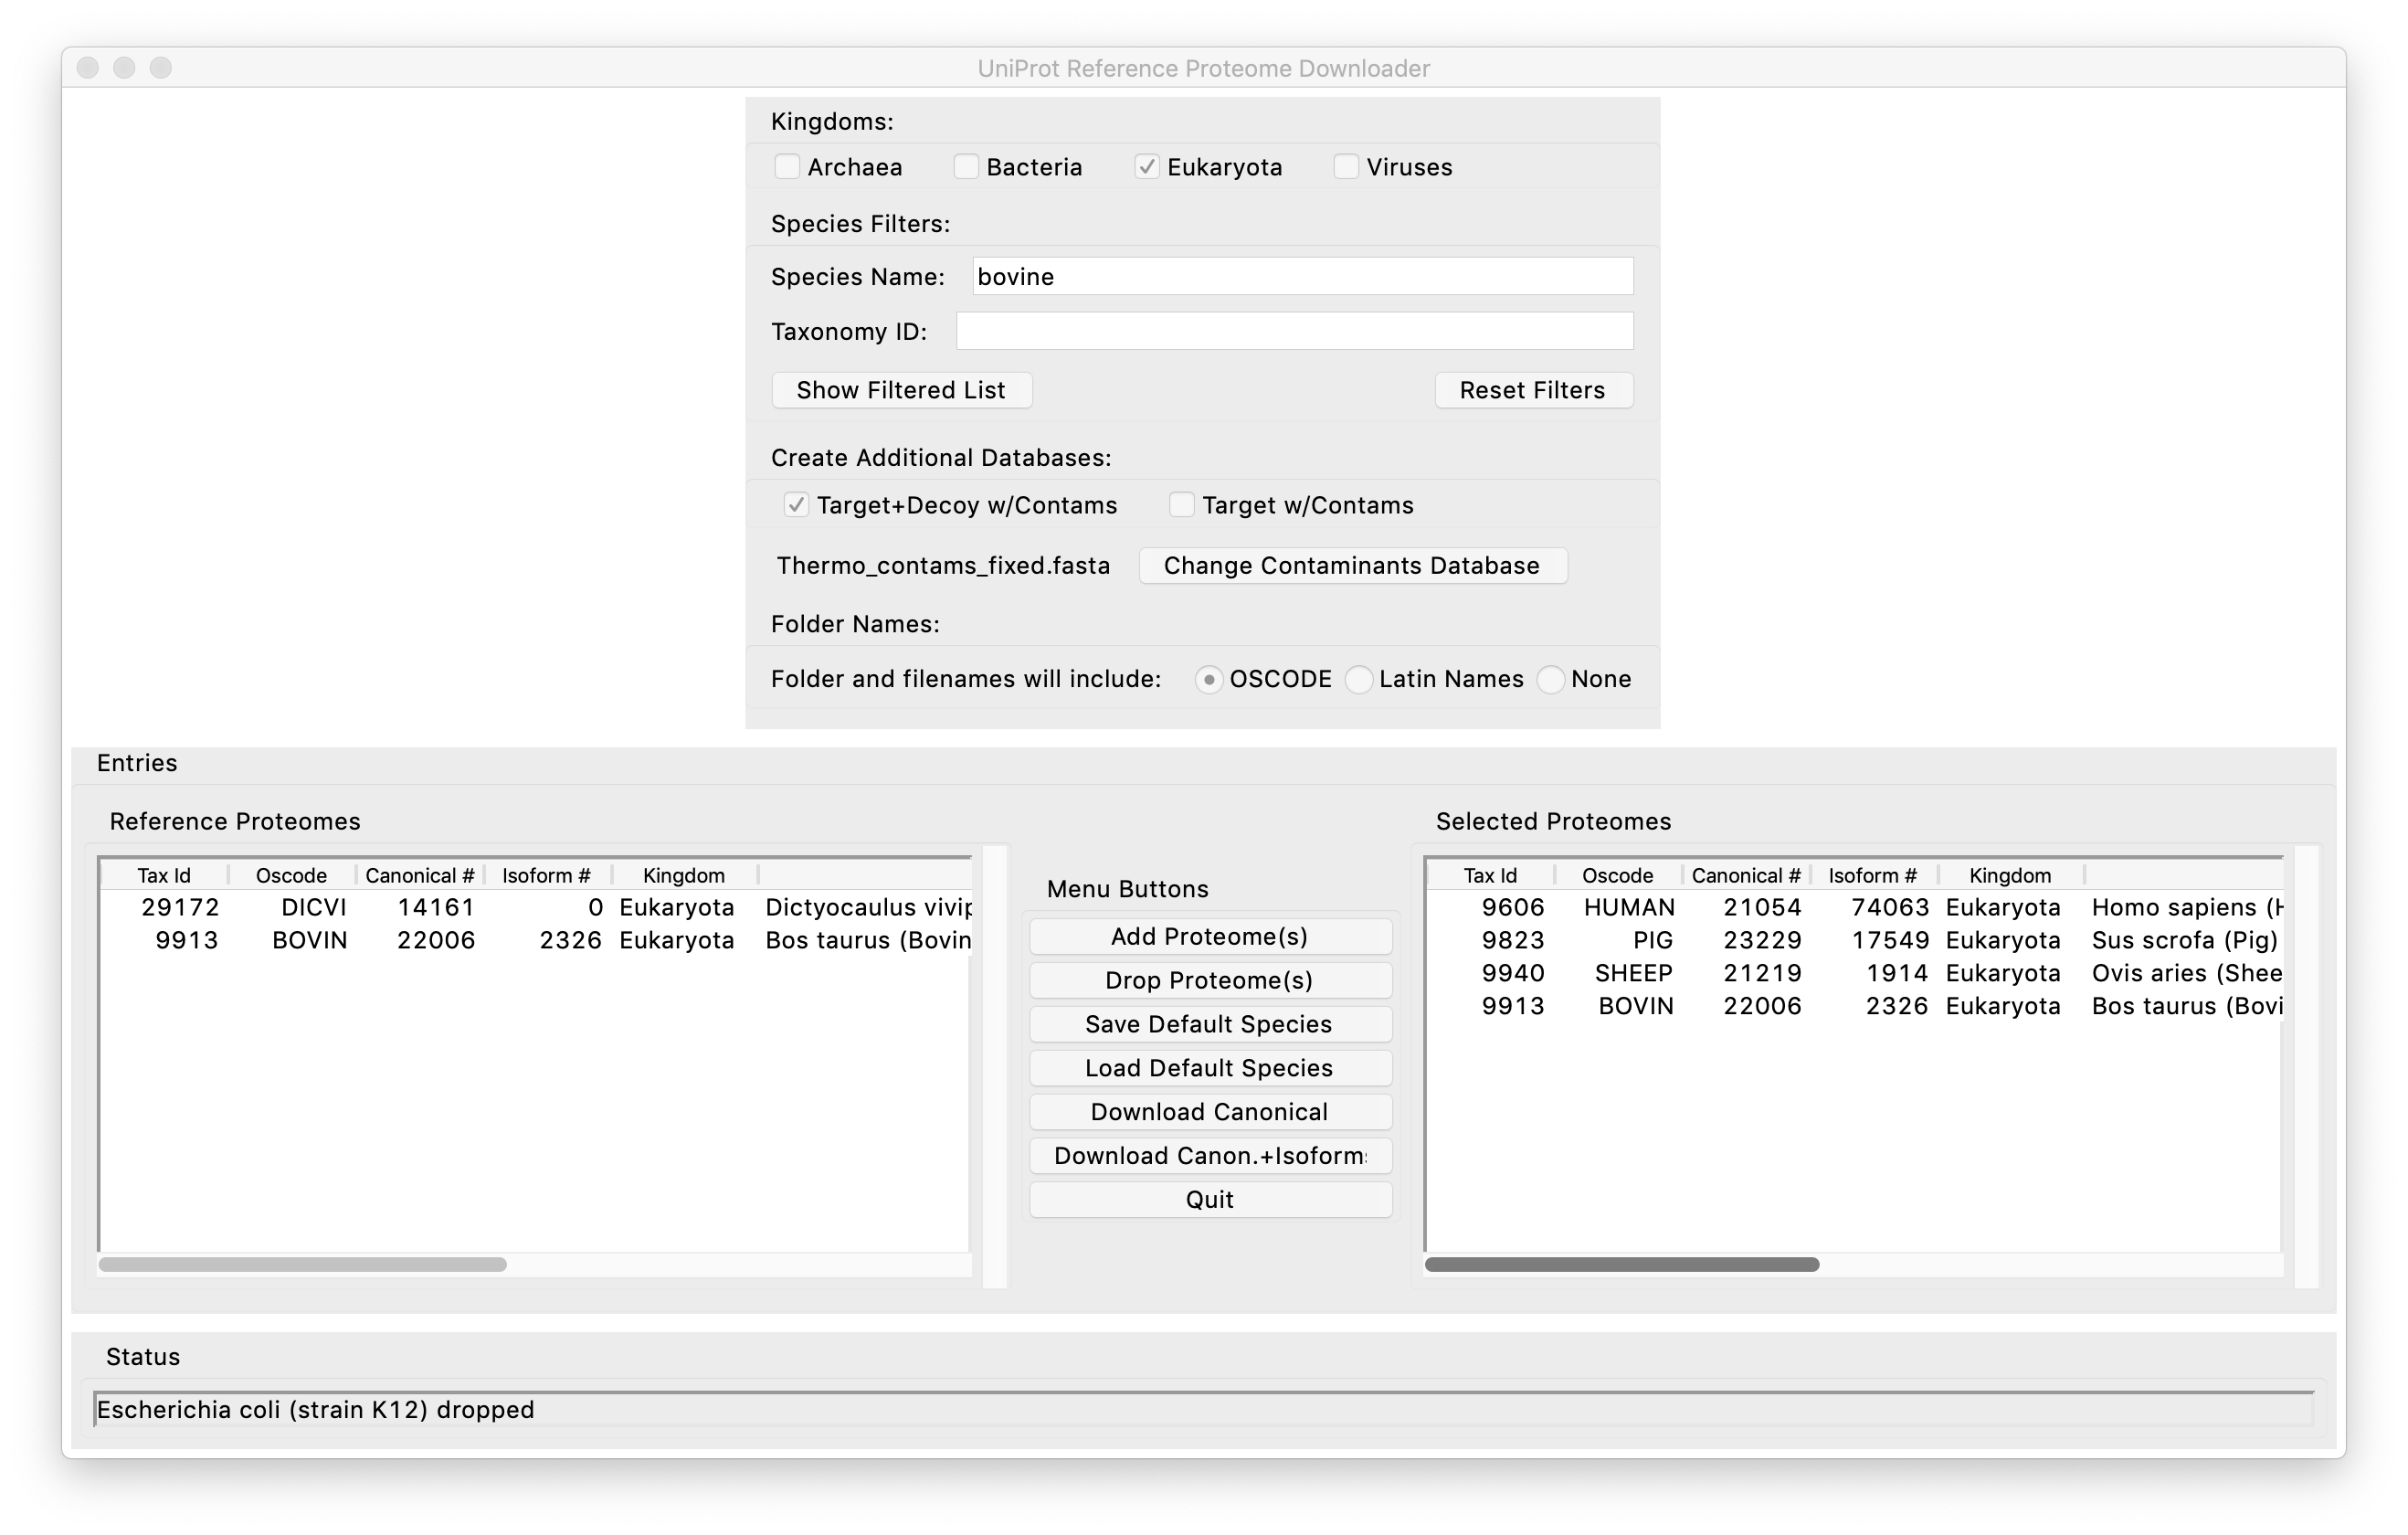 UniProt Reference Proteome Downloader
Kingdoms:
Archaea Bacteria Eukaryota Viruses
Species Filters:
Species Name: bovine
Taxonomy ID:
Show Filtered List Reset Filters
Create Additional Databases:
Target+Decoy w/Contams Target w/Contams
Thermo_contams_fixed.fasta Change Contaminants Database
Folder Names:
Folder and filenames will include: OSCODE Latin Names None
Entries
Reference Proteomes
Tax Id Oscode Canonical # Isoform # Kingdom
29172 DICVI 14161 0 Eukaryota Dictyocaulus vivip
9913 BOVIN 22006 2326 Eukaryota Bos taurus (Bovin
Menu Buttons
Add Proteome(s)
Drop Proteome(s)
Save Default Species
Load Default Species
Download Canonical
Download Canon.+Isoforms
Quit
Selected Proteomes
Tax Id Oscode Canonical # Isoform # Kingdom
9606 HUMAN 21054 74063 Eukaryota Homo sapiens (H
9823 PIG 23229 17549 Eukaryota Sus scrofa (Pig)
9940 SHEEP 21219 1914 Eukaryota Ovis aries (Shee
9913 BOVIN 22006 2326 Eukaryota Bos taurus (Bovi
Status
Escherichia coli (strain K12) dropped